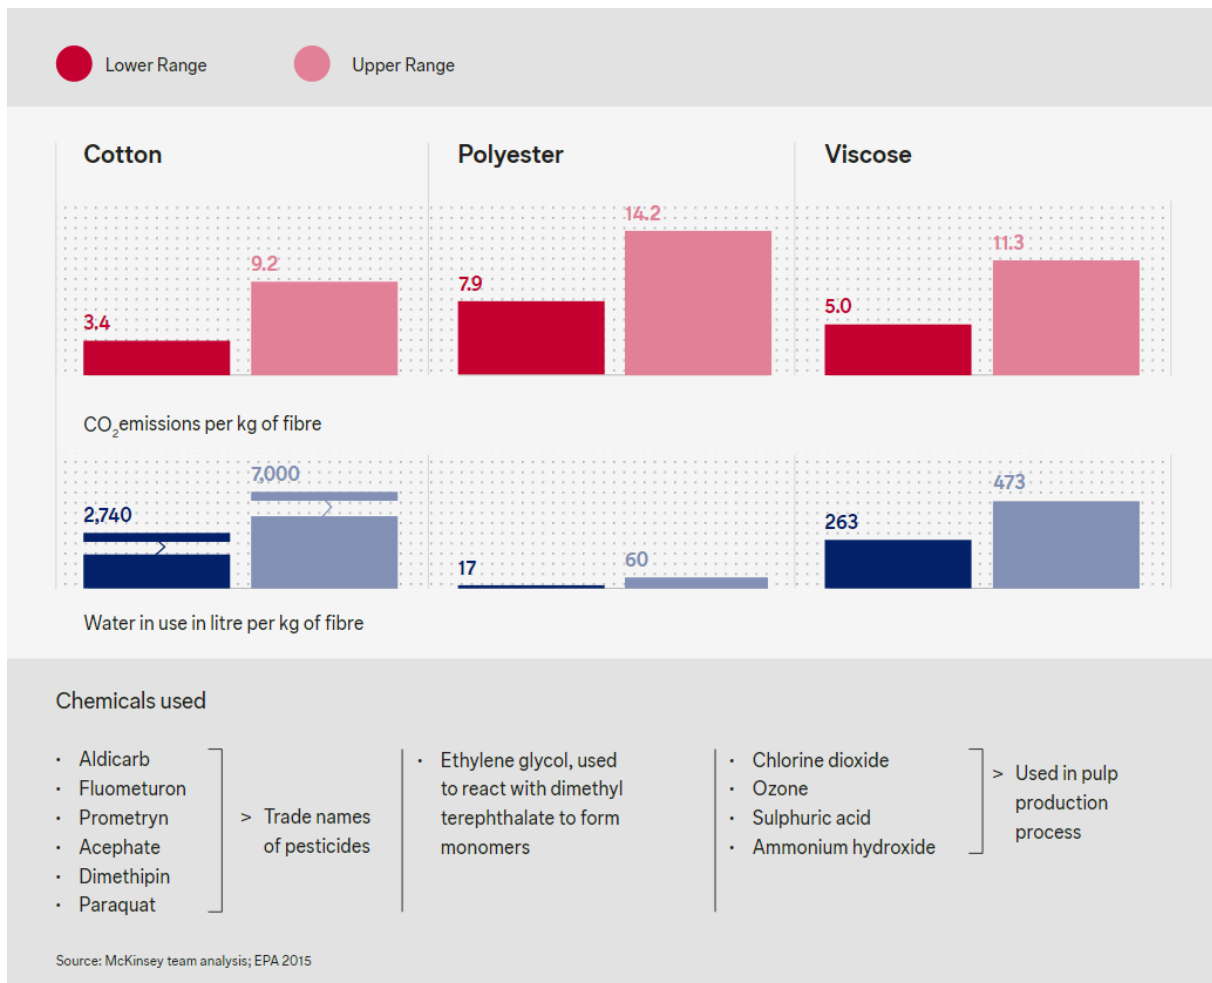 Lower Range
Upper Range
Cotton
Polyester
Viscose
3.4
9.2
7.9
14.2
5.0
11.3
CO2emissions per kg of fibre
2,740
7,000
17
60
263
473
Water in use in litre per kg of fibre
Chemicals used
· Aldicarb
· Fluometuron
· Prometryn
· Acephate
· Dimethipin
· Paraquat
> Trade names
of pesticides
· Ethylene glycol, used
to react with dimethyl
terephthalate to form
monomers
· Chlorine dioxide
· Ozone
· Sulphuric acid
· Ammonium hydroxide
> Used in pulp
production
process
Source: McKinsey team analysis; EPA 2015